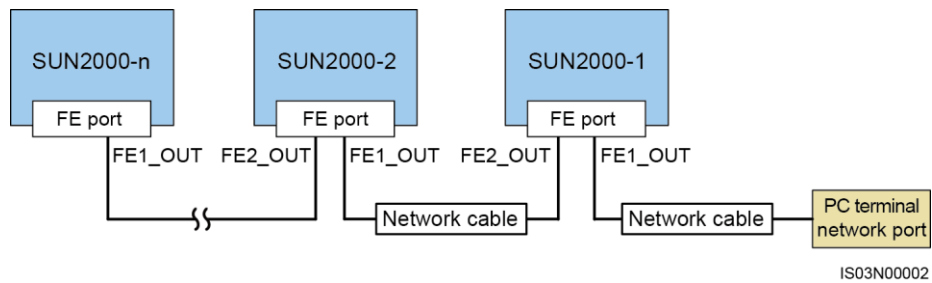 SUN2000-n
SUN2000-2
SUN2000-1
FE port
FE port
FE port
FE1_OUT
FE2_OUT
FE1_OUT
FE2_OUT
FE1_OUT
Network cable
Network cable
PC terminal
network port
IS03N00002